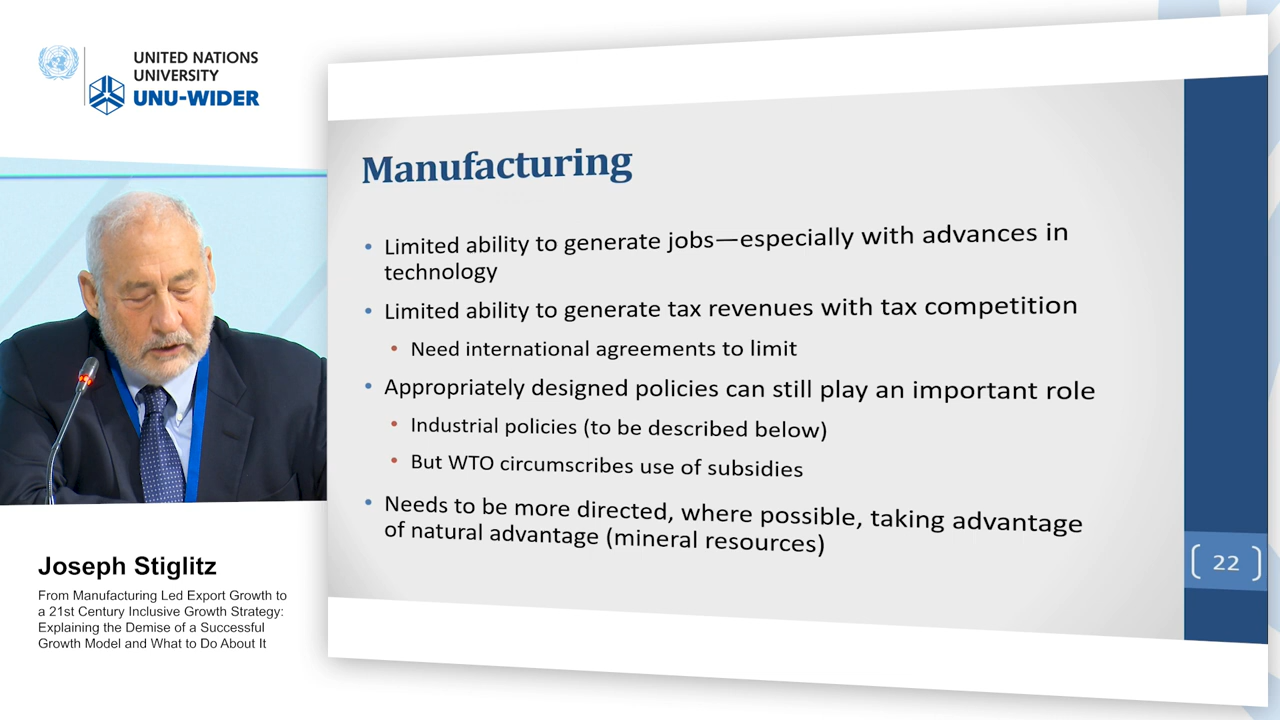 UNITED NATIONS
UNIVERSITY
UNU-WIDER
Manufacturing
• Limited ability to generate jobs—especially with advances in
technology
• Limited ability to generate tax revenues with tax competition
• Need international agreements to limit
• Appropriately designed policies can still play an important role
• Industrial policies (to be described below)
• But WTO circumscribes use of subsidies
• Needs to be more directed, where possible, taking advantage
of natural advantage (mineral resources)
[ 22 ]
Joseph Stiglitz
From Manufacturing Led Export Growth to
a 21st Century Inclusive Growth Strategy:
Explaining the Demise of a Successful
Growth Model and What to Do About It